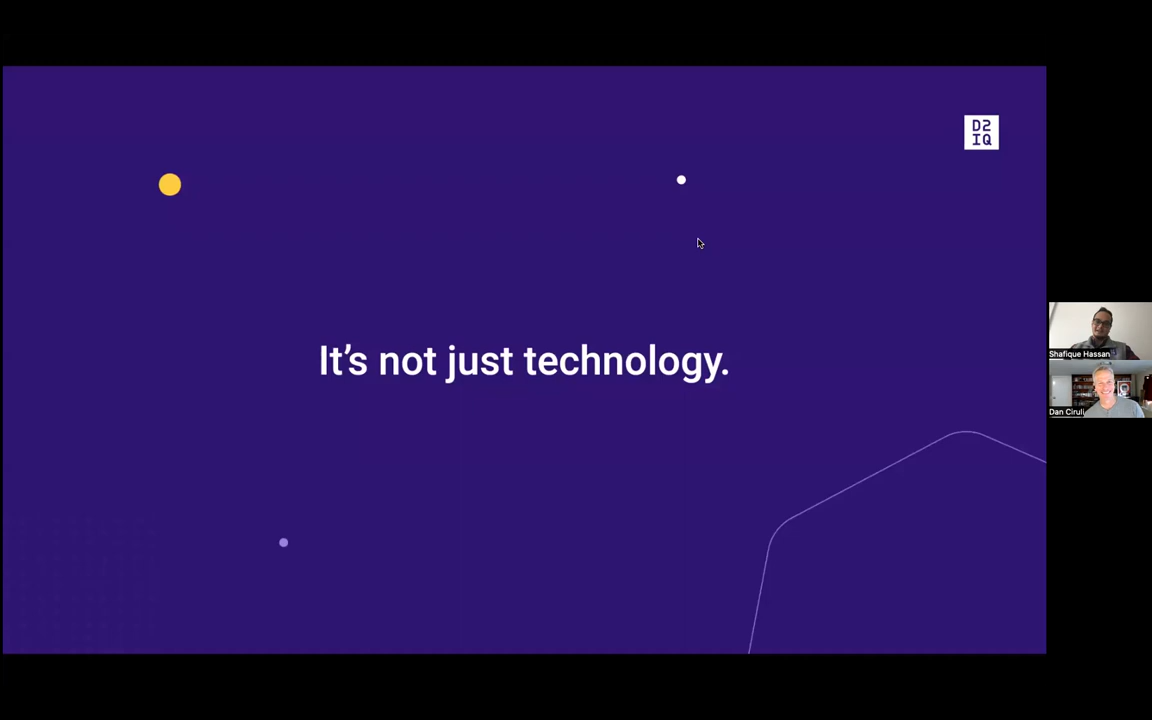 D2
IQ
It's not just technology.
Shafique Hassan
Dan Ciruli